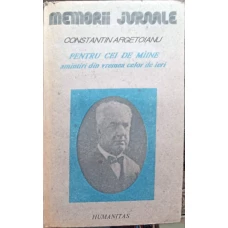 MEMORII JURNALE
CONSTANTIN ARGETOIANU
PENTRU CEI DE MÎINE
amintiri din vremea celor de ieri
HUMANITAS